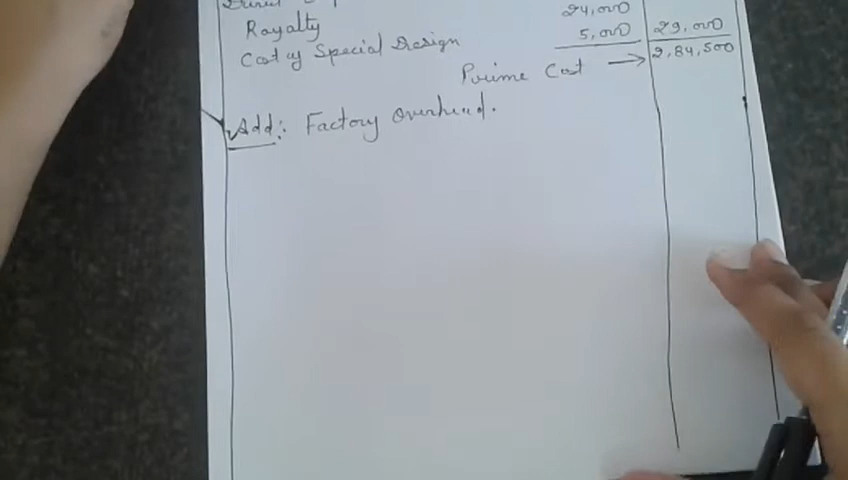 Royalty 24,000
Cost of Special Design 5,000 29,000
Prime Cost → 2,84,500
Add: Factory overhead.